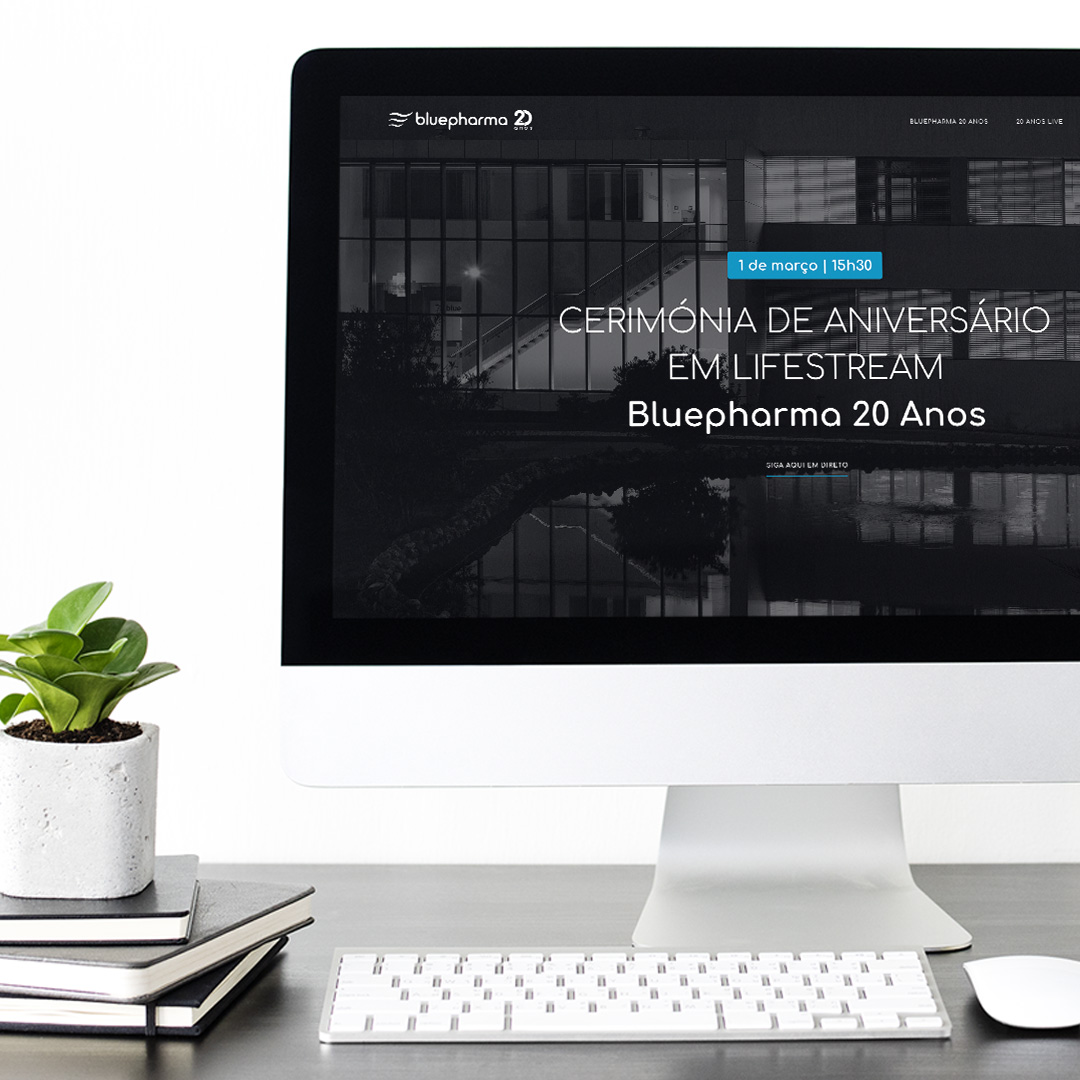 bluepharma 20 anos
BLUEPHARMA 20 ANOS
20 ANOS LIVE
1 de março | 15h30
CERIMÓNIA DE ANIVERSÁRIO
EM LIFESTREAM
Bluepharma 20 Anos
SIGA AQUI EM DIRETO